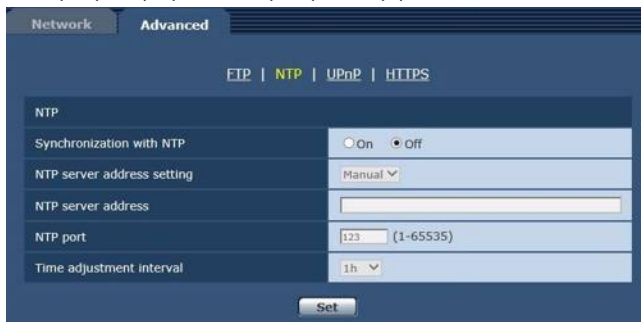 Network Advanced
FTP | NTP | UPnP | HTTPS
NTP
Synchronization with NTP On Off
NTP server address setting Manual
NTP server address
NTP port 123 (1-65535)
Time adjustment interval 1h
Set